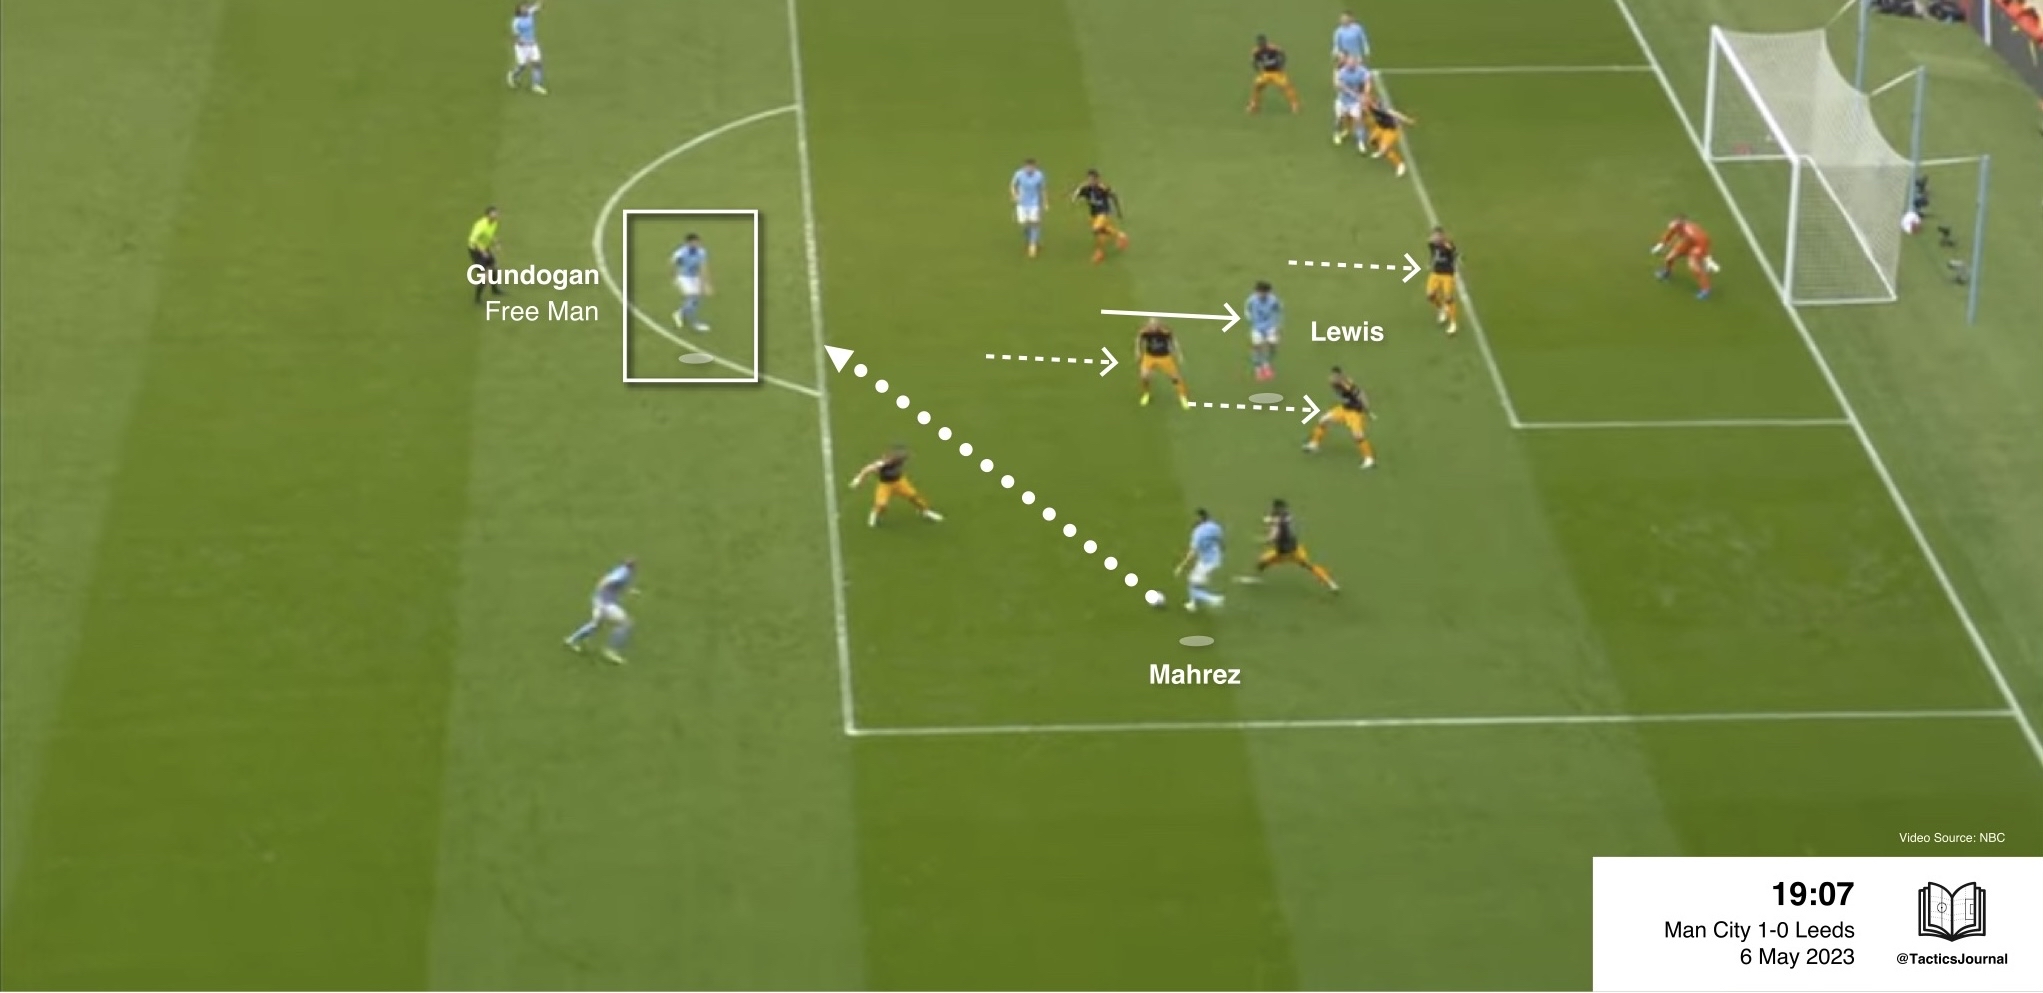 Gundogan
Free Man
Lewis
Mahrez
Video Source: NBC
19:07
Man City 1-0 Leeds
6 May 2023
@TacticsJournal